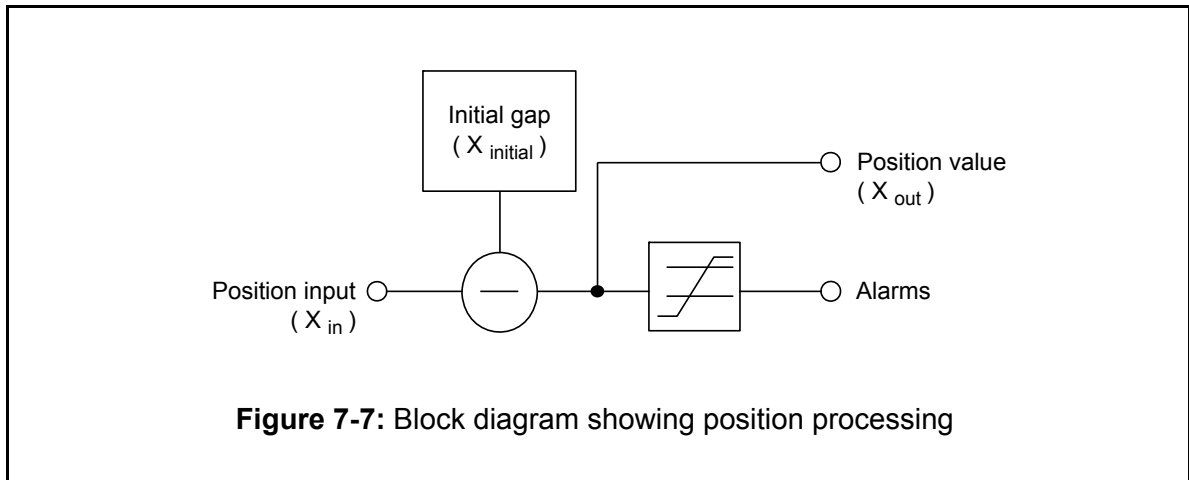 Initial gap
( X initial )
Position value
( X out )
Position input
( X in )
Alarms
Figure 7-7: Block diagram showing position processing